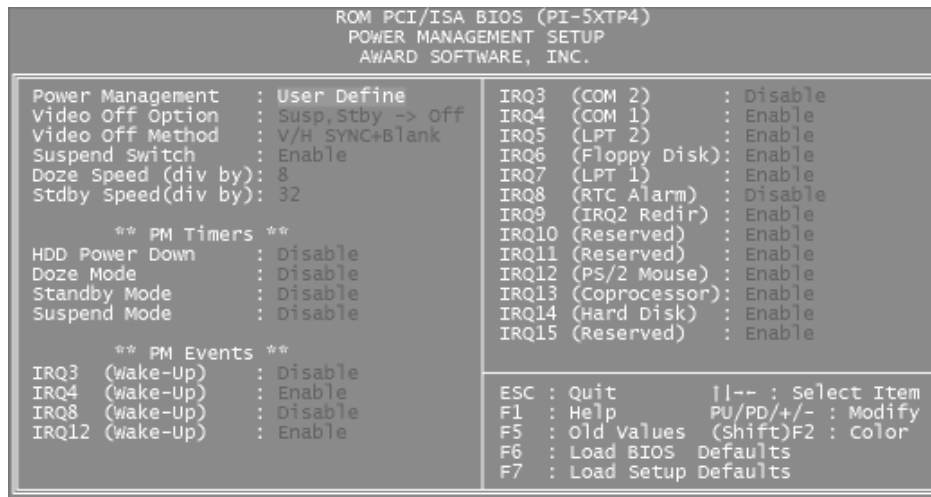 ROM PCI/ISA BIOS (PI-5XTP4)
POWER MANAGEMENT SETUP
AWARD SOFTWARE, INC.
Power Management : User Define
Video Off Option : Susp,Stby -> Off
Video Off Method : V/H SYNC+Blank
Suspend Switch : Enable
Doze Speed (div by): 8
Stdby Speed(div by): 32
** PM Timers **
HDD Power Down : Disable
Doze Mode : Disable
Standby Mode : Disable
Suspend Mode : Disable
** PM Events **
IRQ3 (Wake-Up) : Disable
IRQ4 (Wake-Up) : Enable
IRQ8 (Wake-Up) : Disable
IRQ12 (Wake-Up) : Enable
IRQ3 (COM 2) : Disable
IRQ4 (COM 1) : Enable
IRQ5 (LPT 2) : Enable
IRQ6 (Floppy Disk): Enable
IRQ7 (LPT 1) : Enable
IRQ8 (RTC Alarm) : Disable
IRQ9 (IRQ2 Redir) : Enable
IRQ10 (Reserved) : Enable
IRQ11 (Reserved) : Enable
IRQ12 (PS/2 Mouse) : Enable
IRQ13 (Coprocessor): Enable
IRQ14 (Hard Disk) : Enable
IRQ15 (Reserved) : Enable
ESC : Quit ||-- : Select Item
F1 : Help PU/PD/+/- : Modify
F5 : Old Values (Shift)F2 : Color
F6 : Load BIOS Defaults
F7 : Load Setup Defaults